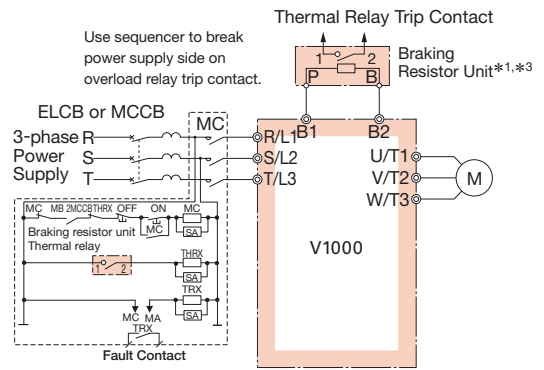 Thermal Relay Trip Contact
Use sequencer to break
power supply side on
overload relay trip contact.
1 2
P B
Braking
Resistor Unit*1,*3
ELCB or MCCB
MC
B1 B2
3-phase R
Power S
Supply T
R/L1
S/L2
T/L3
U/T1
V/T2
W/T3
M
V1000
MC MB 2MCCBTHRX OFF ON MC
MC
SA
Braking resistor unit
Thermal relay
1 2
THRX
SA
TRX
SA
MC MA
TRX
Fault Contact